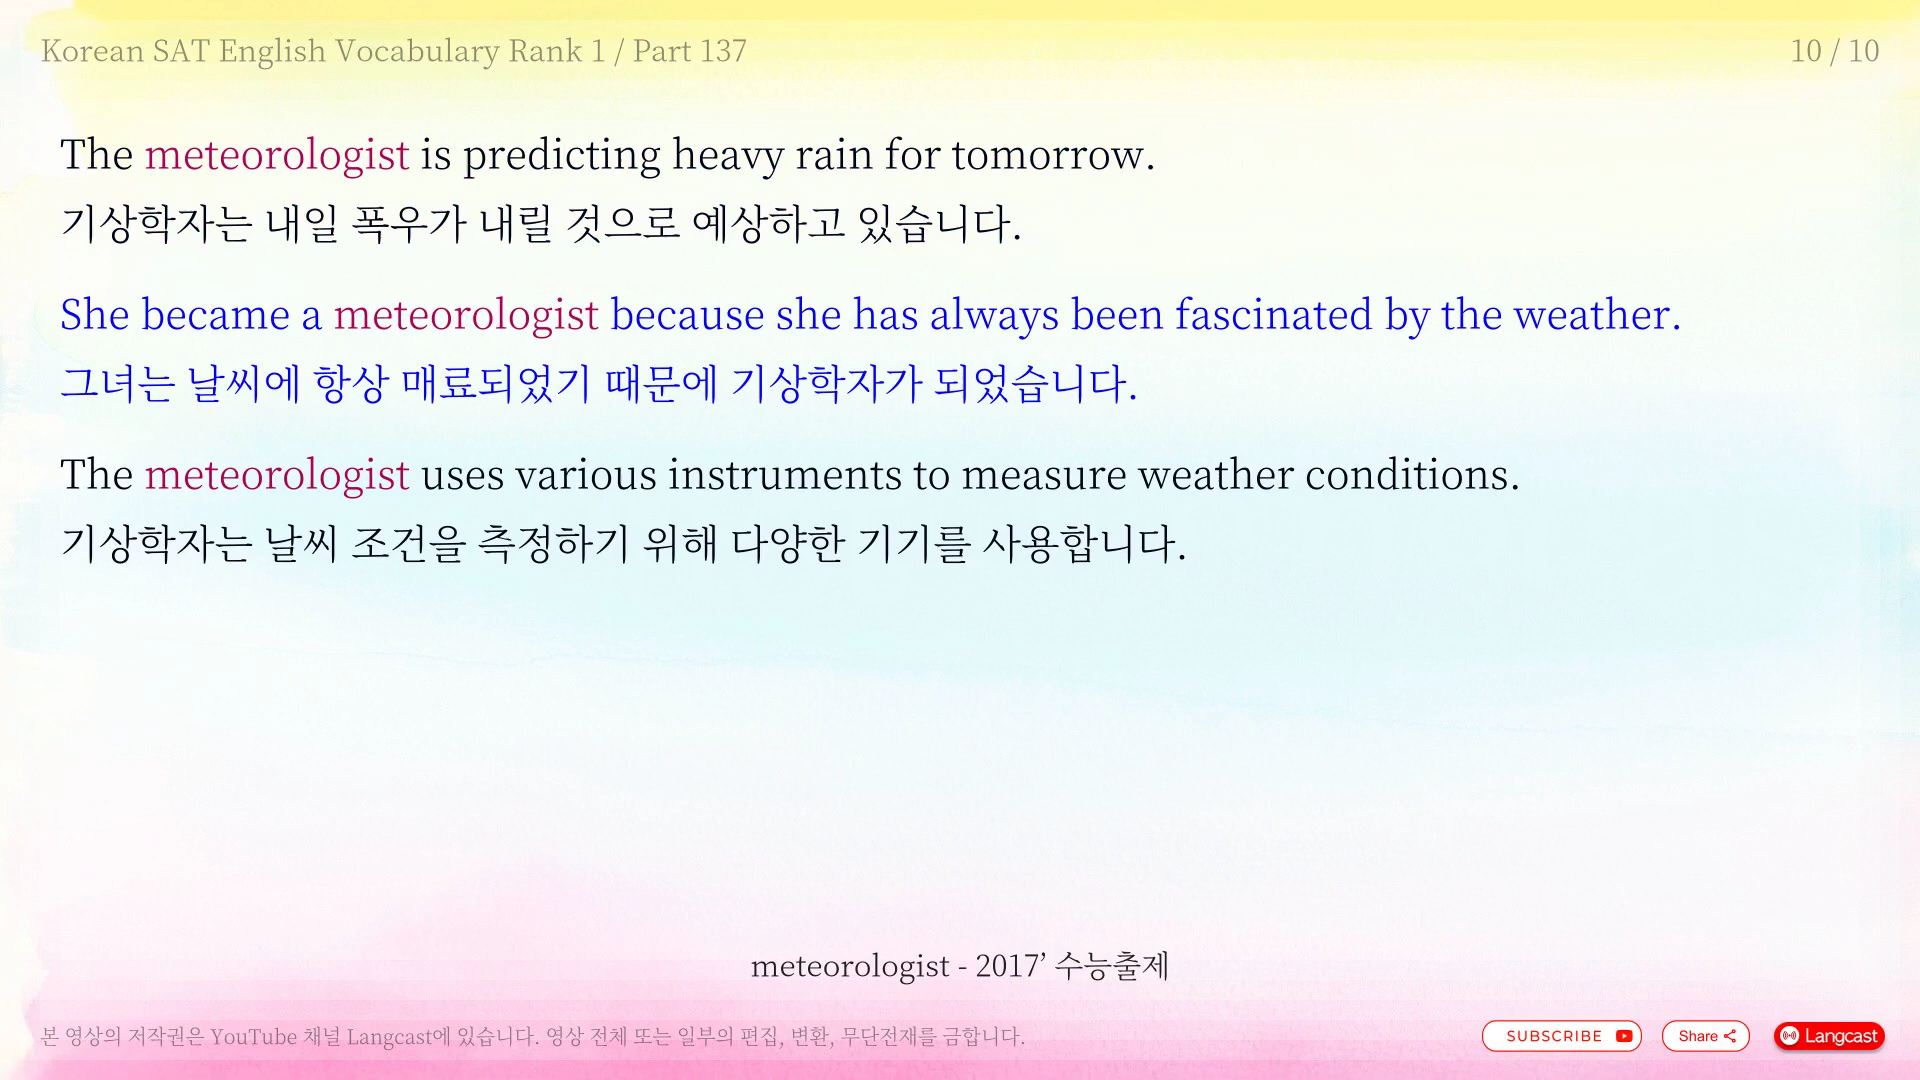 Korean SAT English Vocabulary Rank 1 / Part 137
10 / 10
The meteorologist is predicting heavy rain for tomorrow.
기상학자는 내일 폭우가 내릴 것으로 예상하고 있습니다.
She became a meteorologist because she has always been fascinated by the weather.
그녀는 날씨에 항상 매료되었기 때문에 기상학자가 되었습니다.
The meteorologist uses various instruments to measure weather conditions.
기상학자는 날씨 조건을 측정하기 위해 다양한 기기를 사용합니다.
meteorologist - 2017’ 수능출제
본 영상의 저작권은 YouTube 채널 Langcast에 있습니다. 영상 전체 또는 일부의 편집, 변환, 무단전재를 금합니다.
SUBSCRIBE
Share
Langcast